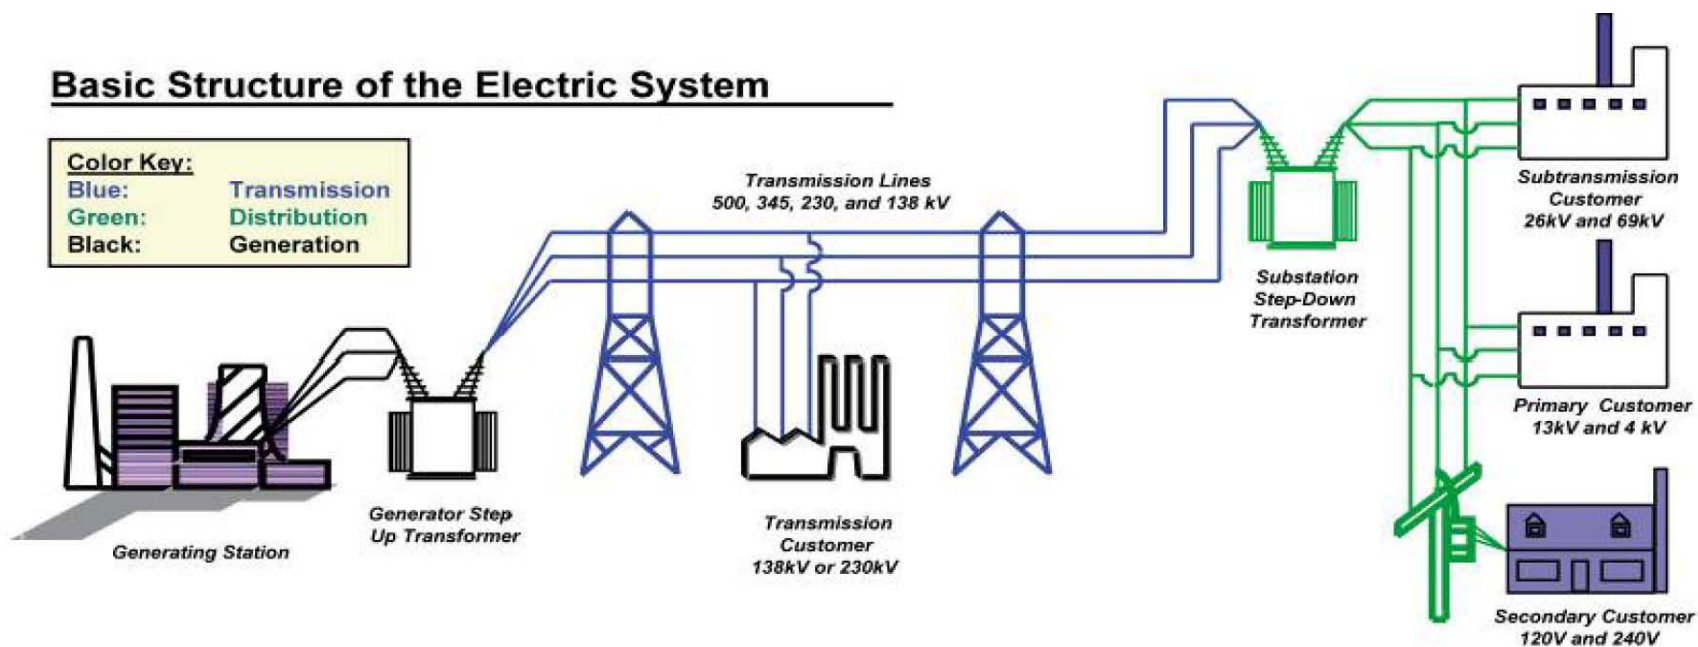 Basic Structure of the Electric System
Color Key:
Blue: Transmission
Green: Distribution
Black: Generation
Transmission Lines
500, 345, 230, and 138 kV
Subtransmission
Customer
26kV and 69kV
Substation
Step-Down
Transformer
Primary Customer
13kV and 4 kV
Generator Step
Up Transformer
Generating Station
Transmission
Customer
138kV or 230kV
Secondary Customer
120V and 240V